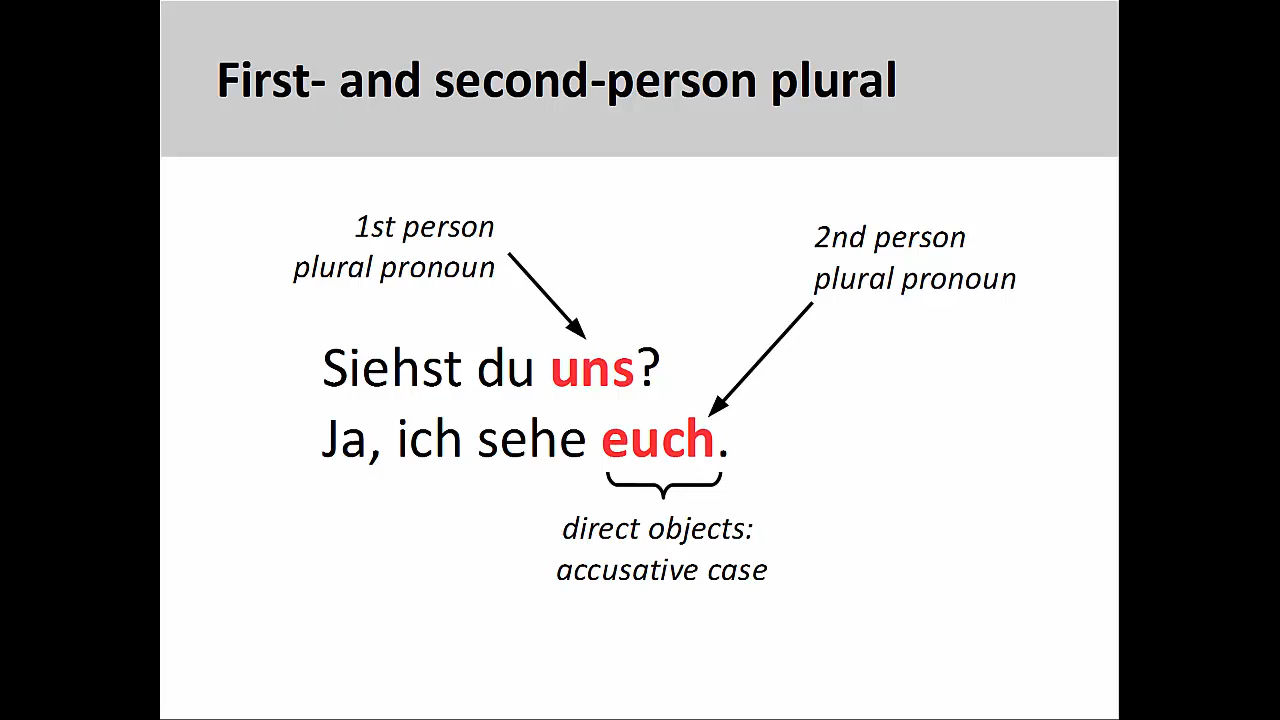 First- and second-person plural
1st person
plural pronoun
2nd person
plural pronoun
Siehst du uns?
Ja, ich sehe euch.
direct objects:
accusative case